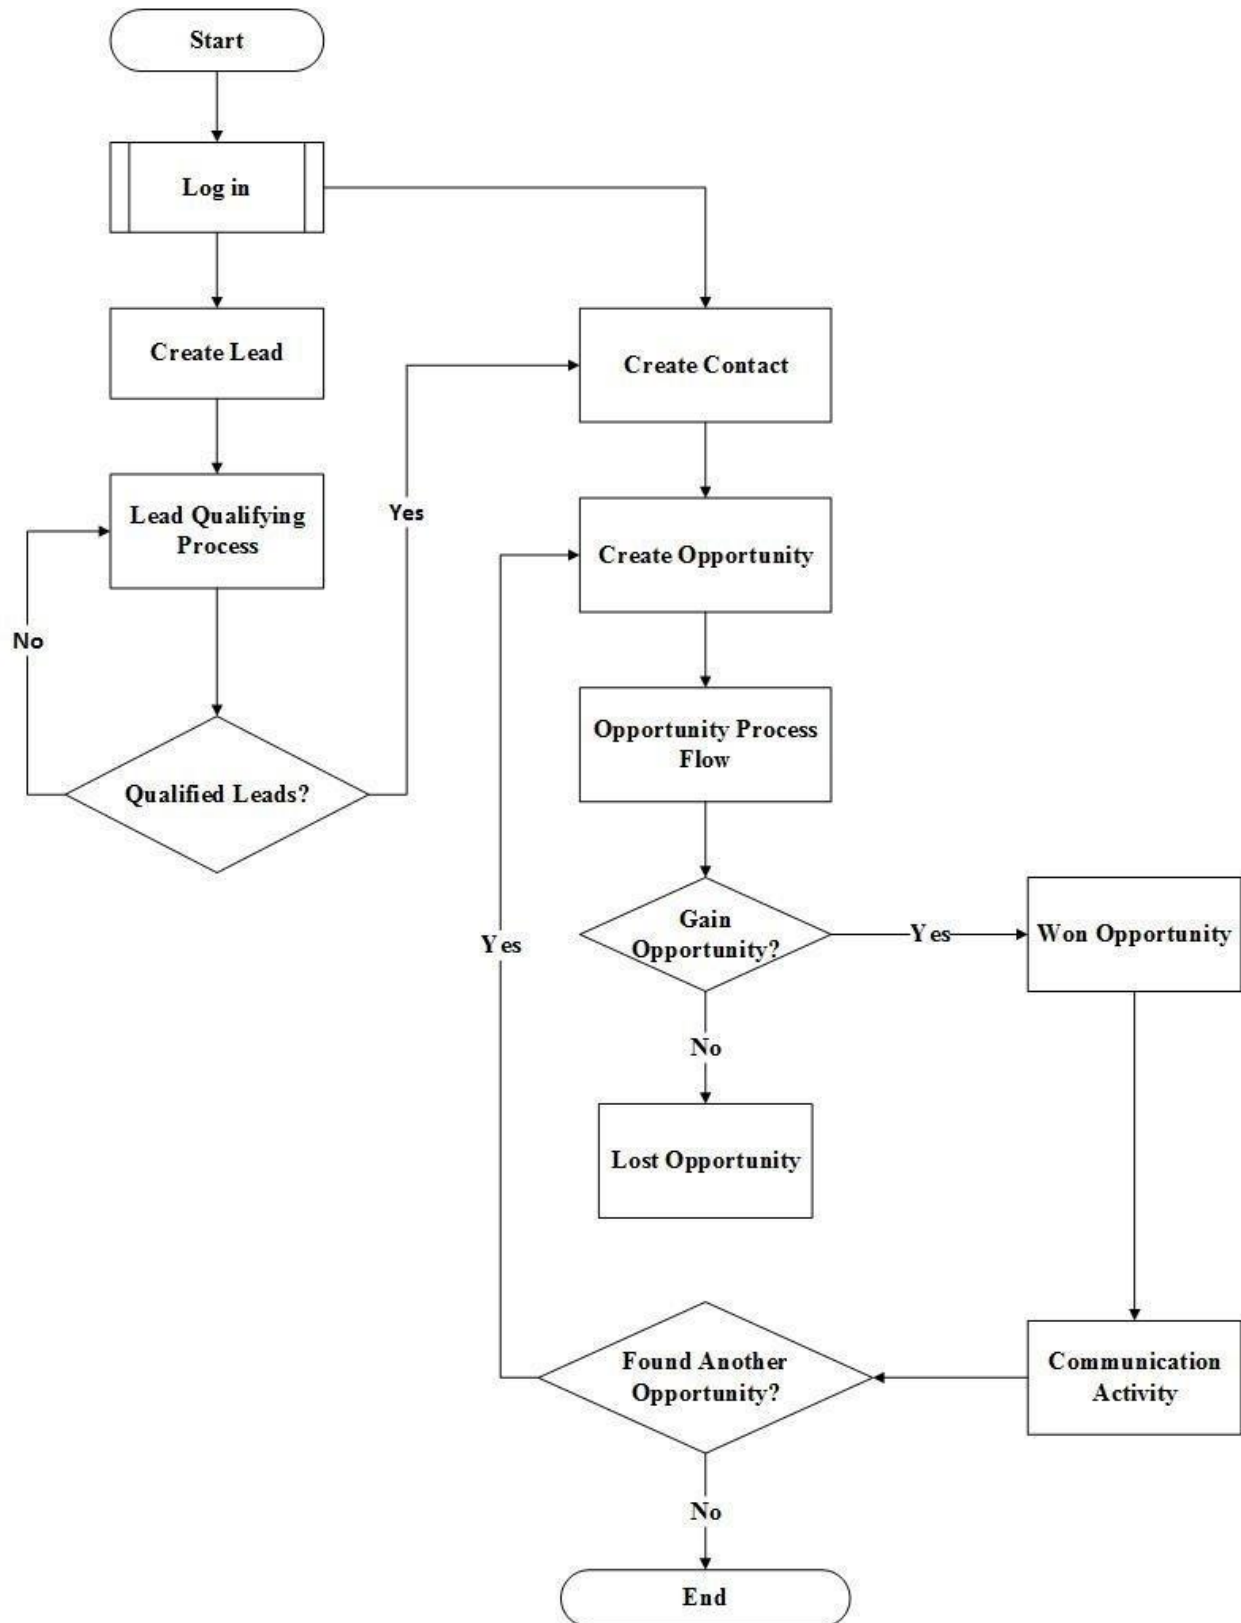 Start
Log in
Create Lead
Create Contact
Lead Qualifying
Process
Yes
Create Opportunity
No
Opportunity Process
Flow
Qualified Leads?
Gain
Opportunity?
Yes
Won Opportunity
Yes
No
Lost Opportunity
Found Another
Opportunity?
Communication
Activity
No
End